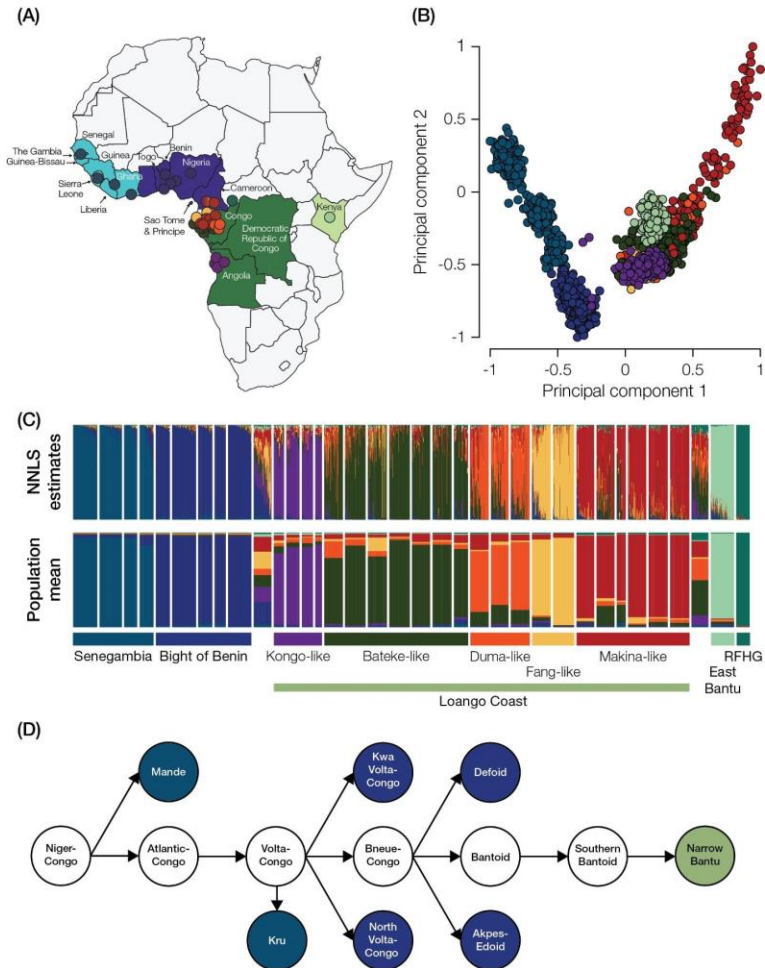 (A)
Senegal
The Gambia
Guinea-Bissau
Guinea
Togo
Benin
Nigeria
Ghana
Sierra
Leone
Liberia
Cameroon
Sao Tome
& Principe
Congo
Democratic
Republic of
Congo
Kenya
Angola
(B)
Principal component 2
1
0.5
0
-0.5
-1
-1
-0.5
0
0.5
1
Principal component 1
(C)
NNLS
estimates
Population
mean
Senegambia
Bight of Benin
Kongo-like
Bateke-like
Duma-like
Fang-like
Makina-like
RFHG
East
Bantu
Loango Coast
(D)
Mande
Kwa
Volta-
Congo
Defoid
Niger-
Congo
Atlantic-
Congo
Volta-
Congo
Bneue-
Congo
Bantoid
Southern
Bantoid
Narrow
Bantu
Kru
North
Volta-
Congo
Akpes-
Edoid